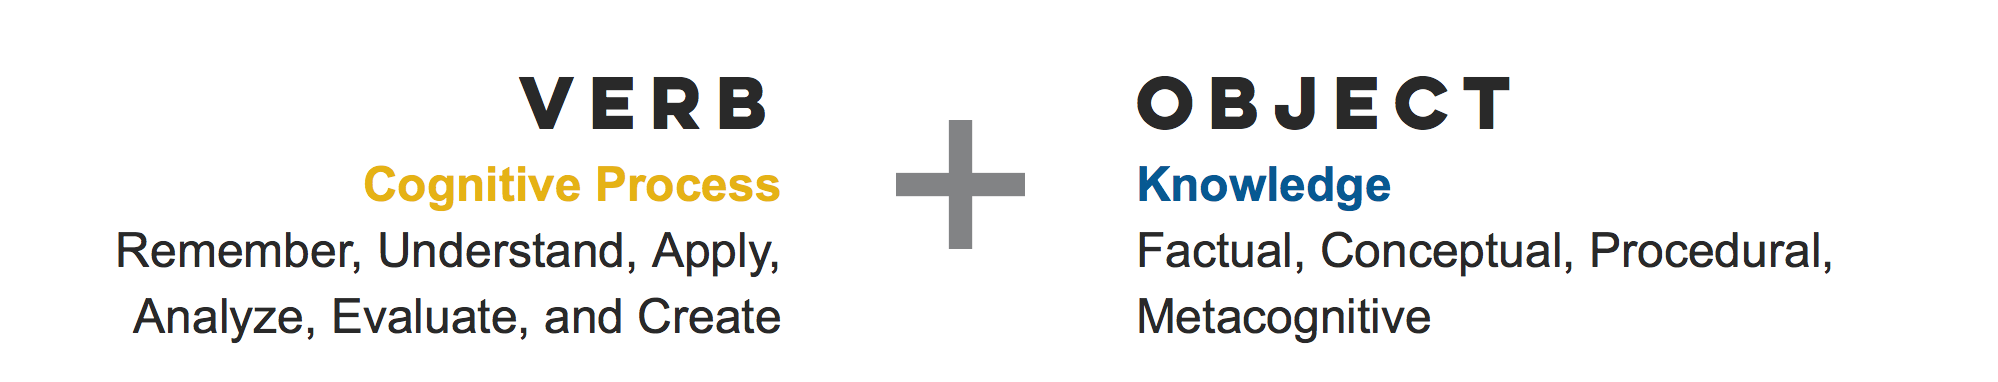 VERB
Cognitive Process
Remember, Understand, Apply,
Analyze, Evaluate, and Create
+
OBJECT
Knowledge
Factual, Conceptual, Procedural,
Metacognitive